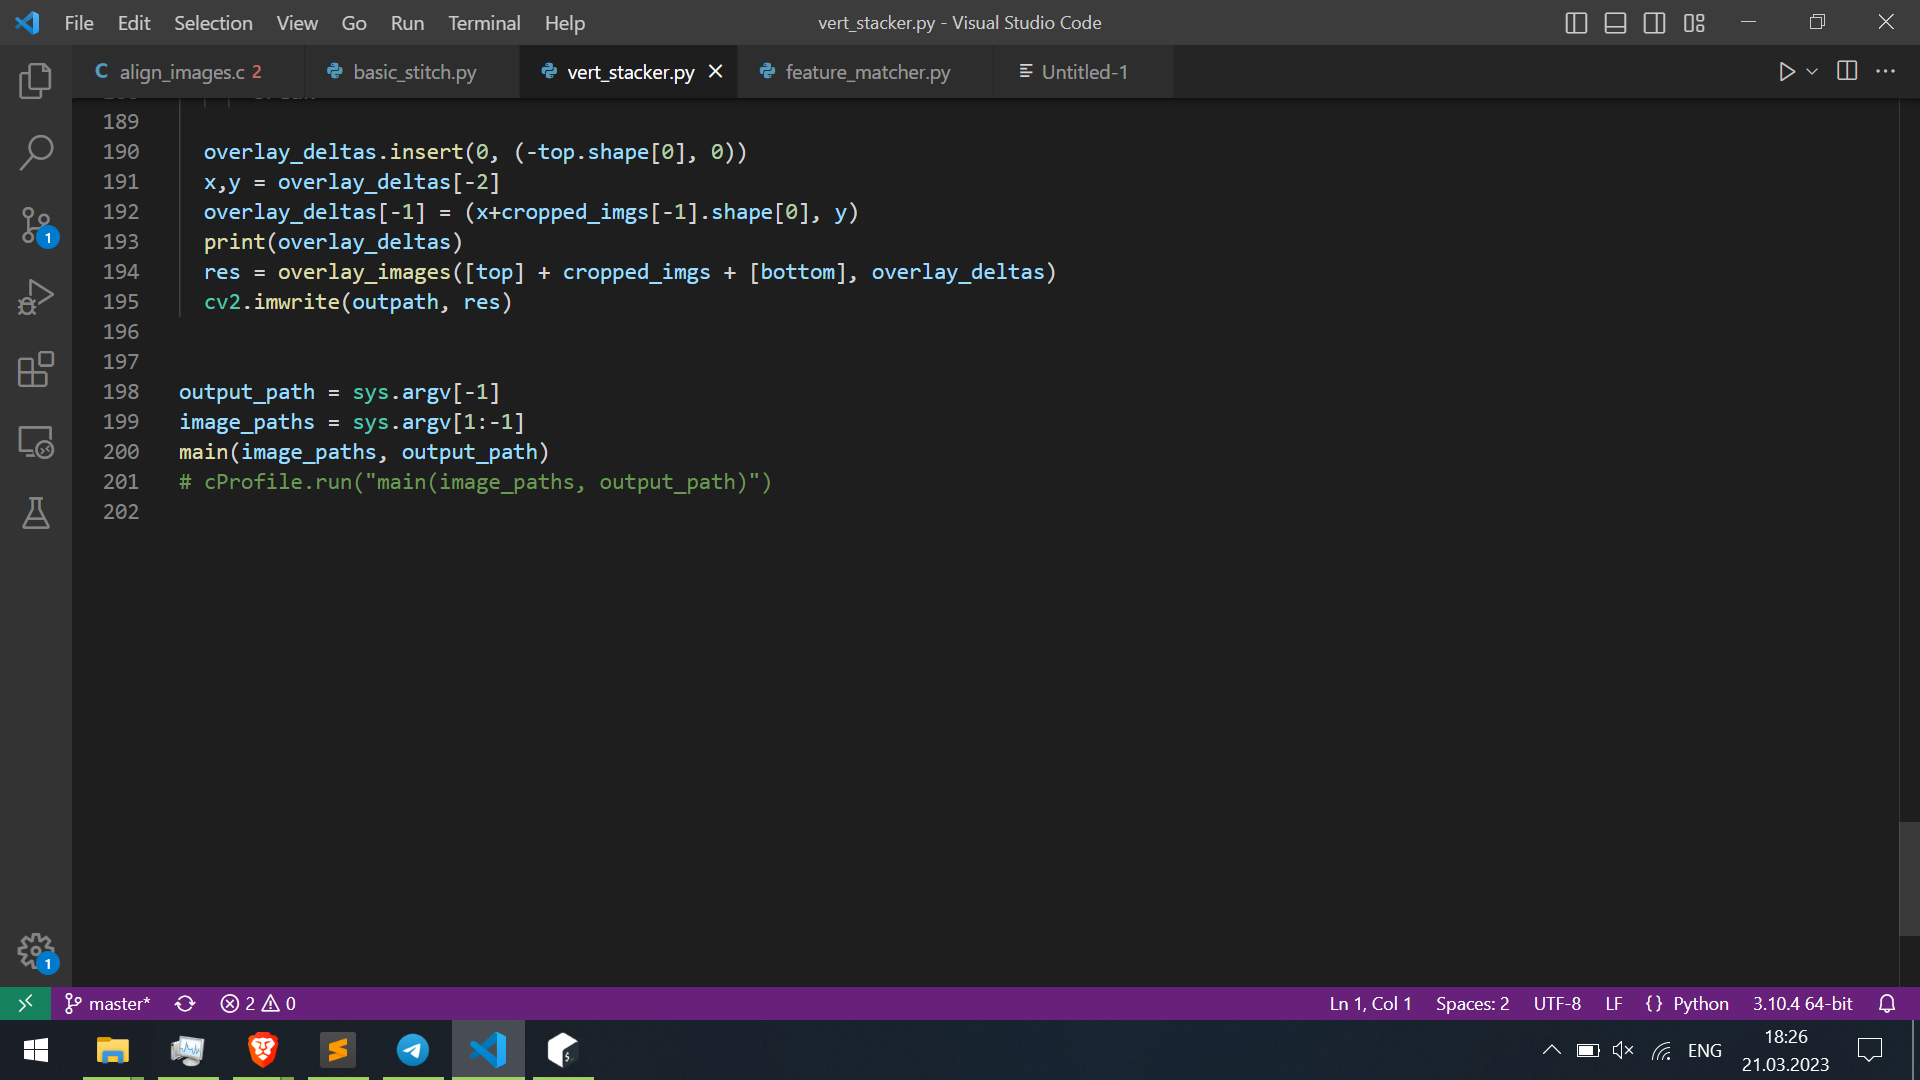 File Edit Selection View Go Run Terminal Help
vert_stacker.py - Visual Studio Code
align_images.c 2 basic_stitch.py vert_stacker.py feature_matcher.py Untitled-1
189
190 overlay_deltas.insert(0, (-top.shape[0], 0))
191 x,y = overlay_deltas[-2]
192 overlay_deltas[-1] = (x+cropped_imgs[-1].shape[0], y)
193 print(overlay_deltas)
194 res = overlay_images([top] + cropped_imgs + [bottom], overlay_deltas)
195 cv2.imwrite(outpath, res)
196
197
198 output_path = sys.argv[-1]
199 image_paths = sys.argv[1:-1]
200 main(image_paths, output_path)
201 # cProfile.run("main(image_paths, output_path)")
202
1
1
master* 2 0 Ln 1, Col 1 Spaces: 2 UTF-8 LF {} Python 3.10.4 64-bit
ENG
18:26
21.03.2023